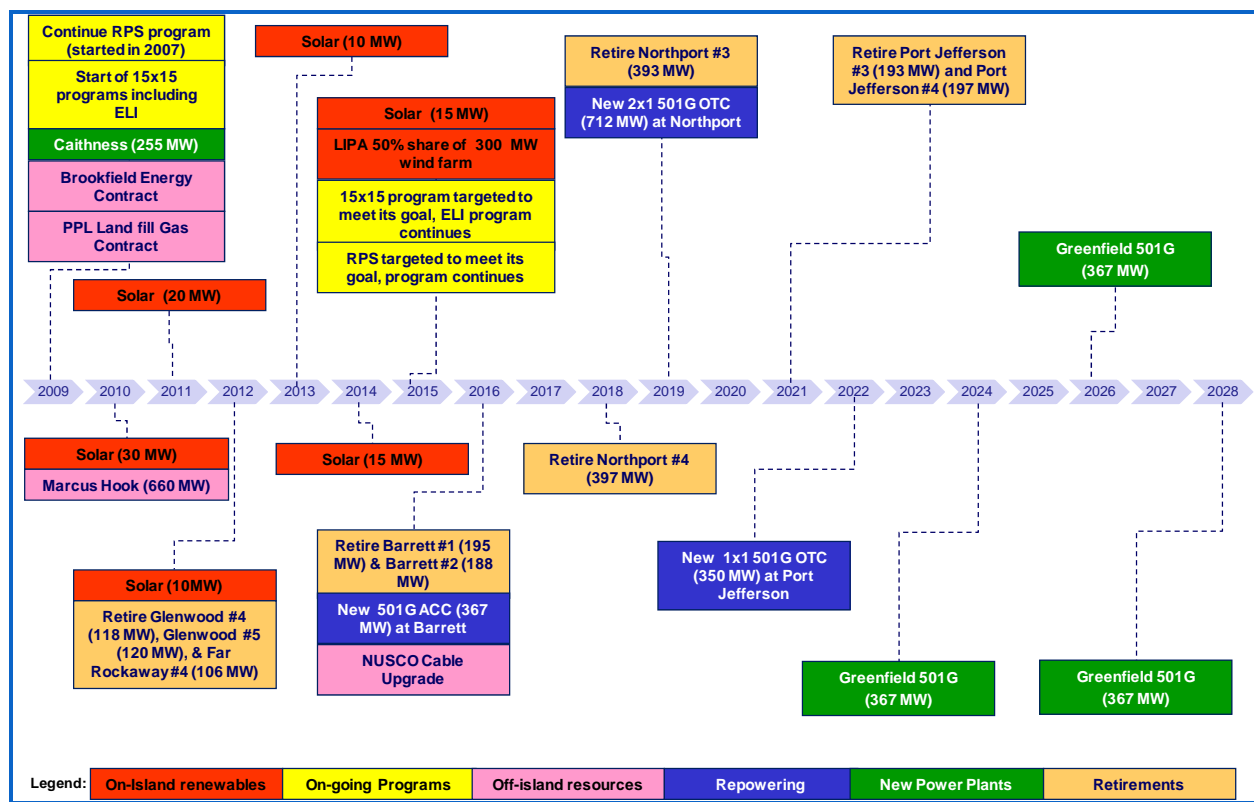 Continue RPS program
(started in 2007)
Start of 15x15
programs including
ELI
Caithness (255 MW)
Brookfield Energy
Contract
PPL Land fill Gas
Contract
Solar (10 MW)
Solar (15 MW)
LIPA 50% share of 300 MW
wind farm
15x15 program targeted to
meet its goal, ELI program
continues
RPS targeted to meet its
goal, program continues
Retire Northport #3
(393 MW)
New 2x1 501G OTC
(712 MW) at Northport
Retire Port Jefferson
#3 (193 MW) and Port
Jefferson #4 (197 MW)
Greenfield 501G
(367 MW)
Solar (20 MW)
2009 2010 2011 2012 2013 2014 2015 2016 2017 2018 2019 2020 2021 2022 2023 2024 2025 2026 2027 2028
Solar (30 MW)
Marcus Hook (660 MW)
Solar (15 MW)
Retire Northport #4
(397 MW)
Solar (10MW)
Retire Glenwood #4
(118 MW), Glenwood #5
(120 MW), & Far
Rockaway #4 (106 MW)
Retire Barrett #1 (195
MW) & Barrett #2 (188
MW)
New 501G ACC (367
MW) at Barrett
NUSCO Cable
Upgrade
New 1x1 501G OTC
(350 MW) at Port
Jefferson
Greenfield 501G
(367 MW)
Greenfield 501G
(367 MW)
Legend: On-Island renewables On-going Programs Off-island resources Repowering New Power Plants Retirements